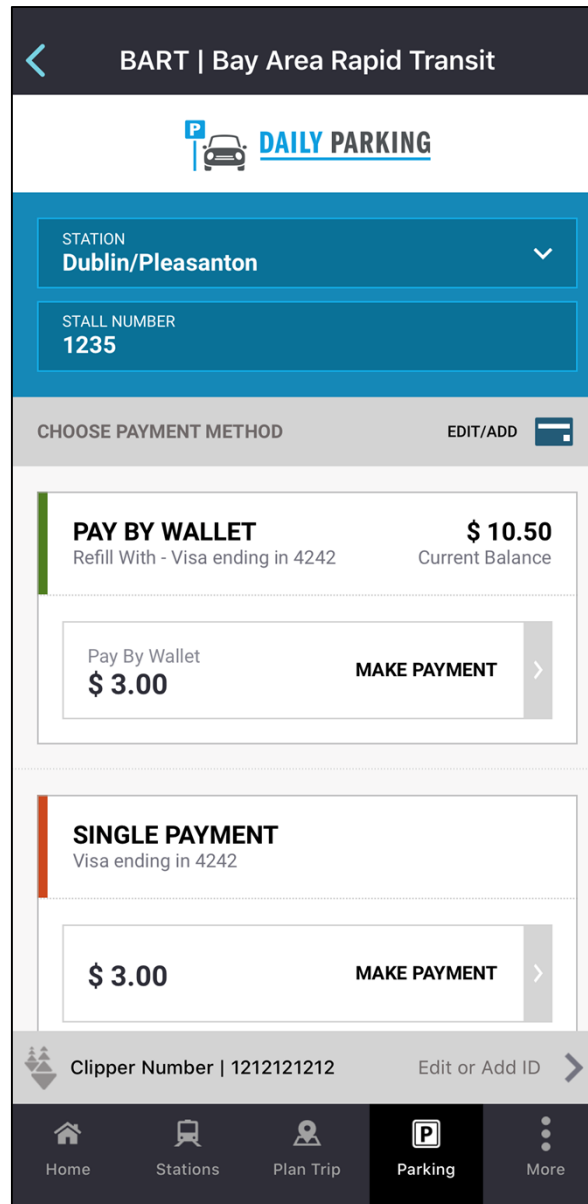 BART | Bay Area Rapid Transit
P DAILY PARKING
STATION
Dublin/Pleasanton
STALL NUMBER
1235
CHOOSE PAYMENT METHOD EDIT/ADD
PAY BY WALLET $ 10.50
Refill With - Visa ending in 4242 Current Balance
Pay By Wallet
$ 3.00 MAKE PAYMENT
SINGLE PAYMENT
Visa ending in 4242
$ 3.00 MAKE PAYMENT
Clipper Number | 1212121212 Edit or Add ID
P
Home Stations Plan Trip Parking More